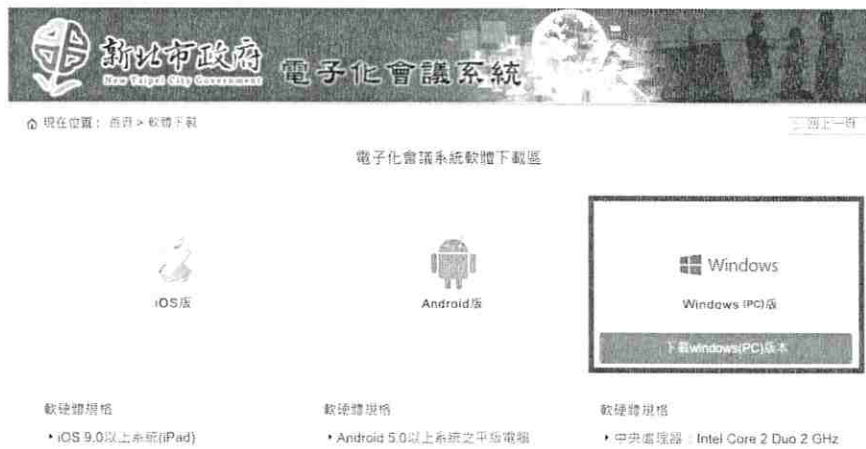 新北市政府
New Taipei City Government
電子化會議系統
現在位置： 首頁 > 軟體下載
回上一頁
電子化會議系統軟體下載區
Windows
iOS版
Android版
Windows (PC)版
下載windows(PC)版本
軟硬體規格
軟硬體規格
軟硬體規格
iOS 9.0以上系統(iPad)
Android 5.0以上系統之平版電腦
中央處理器：Intel Core 2 Duo 2 GHz